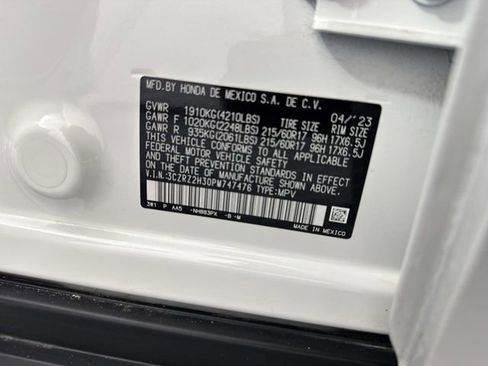 MFD.BY HONDA DE MEXICO S.A. DE C.V. 04/'23
GVWR 1910KG(4210LBS) TIRE SIZE RIM SIZE
GAWR F 1020KG(2248LBS) 215/60R17 96H 17X6.5J
GAWR R 935KG(2061LBS) 215/60R17 96H 17X6.5J
THIS VEHICLE CONFORMS TO ALL APPLICABLE
FEDERAL MOTOR VEHICLE SAFETY
STANDARDS IN EFFECT
ON THE DATE OF MANUFACTURE SHOWN ABOVE.
V.I.N.:3CZRZ2H30PM747476 TYPE:MPV
3W1 P AA5 -NH883PX -B -M MADE IN MEXICO